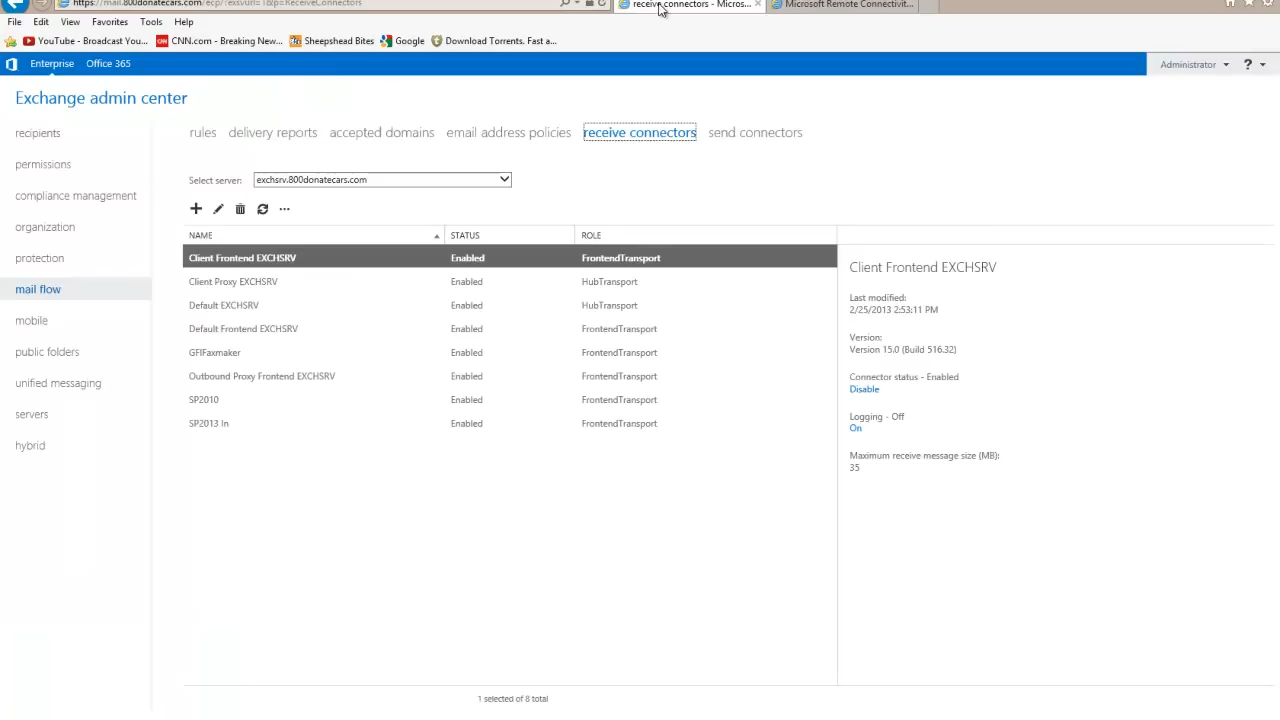 https://mail.800donatecars.com/ecp/?exsvurl=1&p=ReceiveConnectors
receive connectors - Micros...
Microsoft Remote Connectivit...
File Edit View Favorites Tools Help
YouTube - Broadcast You... CNN.com - Breaking New... Sheepshead Bites Google Download Torrents. Fast a...
Enterprise Office 365 Administrator ?
Exchange admin center
recipients
permissions
compliance management
organization
protection
mail flow
mobile
public folders
unified messaging
servers
hybrid
rules delivery reports accepted domains email address policies receive connectors send connectors
Select server: exchsrv.800donatecars.com
NAME STATUS ROLE
Client Frontend EXCHSRV Enabled FrontendTransport
Client Proxy EXCHSRV Enabled HubTransport
Default EXCHSRV Enabled HubTransport
Default Frontend EXCHSRV Enabled FrontendTransport
GFIFaxmaker Enabled FrontendTransport
Outbound Proxy Frontend EXCHSRV Enabled FrontendTransport
SP2010 Enabled FrontendTransport
SP2013 In Enabled FrontendTransport
1 selected of 8 total
Client Frontend EXCHSRV
Last modified:
2/25/2013 2:53:11 PM
Version:
Version 15.0 (Build 516.32)
Connector status - Enabled
Disable
Logging - Off
On
Maximum receive message size (MB):
35